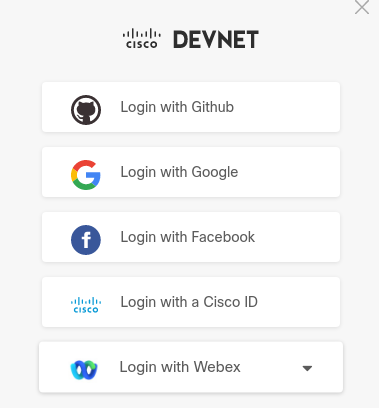 CISCO DEVNET
Login with Github
Login with Google
f Login with Facebook
CISCO Login with a Cisco ID
Login with Webex